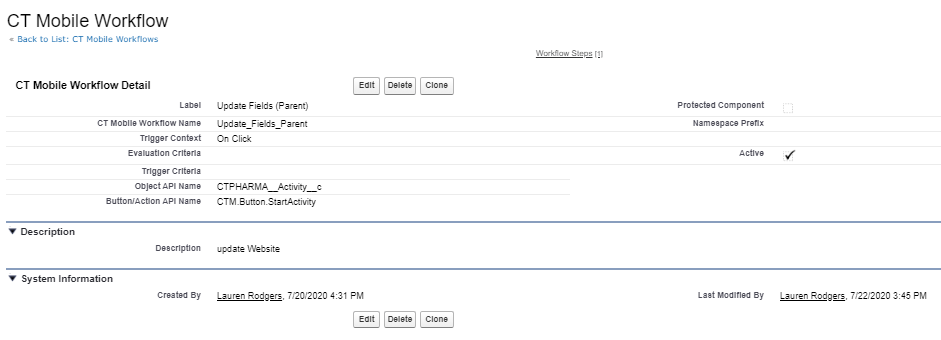 CT Mobile Workflow
« Back to List: CT Mobile Workflows
Workflow Steps [1]
CT Mobile Workflow Detail Edit Delete Clone
Label Update Fields (Parent) Protected Component
CT Mobile Workflow Name Update_Fields_Parent Namespace Prefix
Trigger Context On Click
Evaluation Criteria Active
Trigger Criteria
Object API Name CTPHARMA__Activity__c
Button/Action API Name CTM.Button.StartActivity
Description
Description update Website
System Information
Created By Lauren Rodgers, 7/20/2020 4:31 PM Last Modified By Lauren Rodgers, 7/22/2020 3:45 PM
Edit Delete Clone